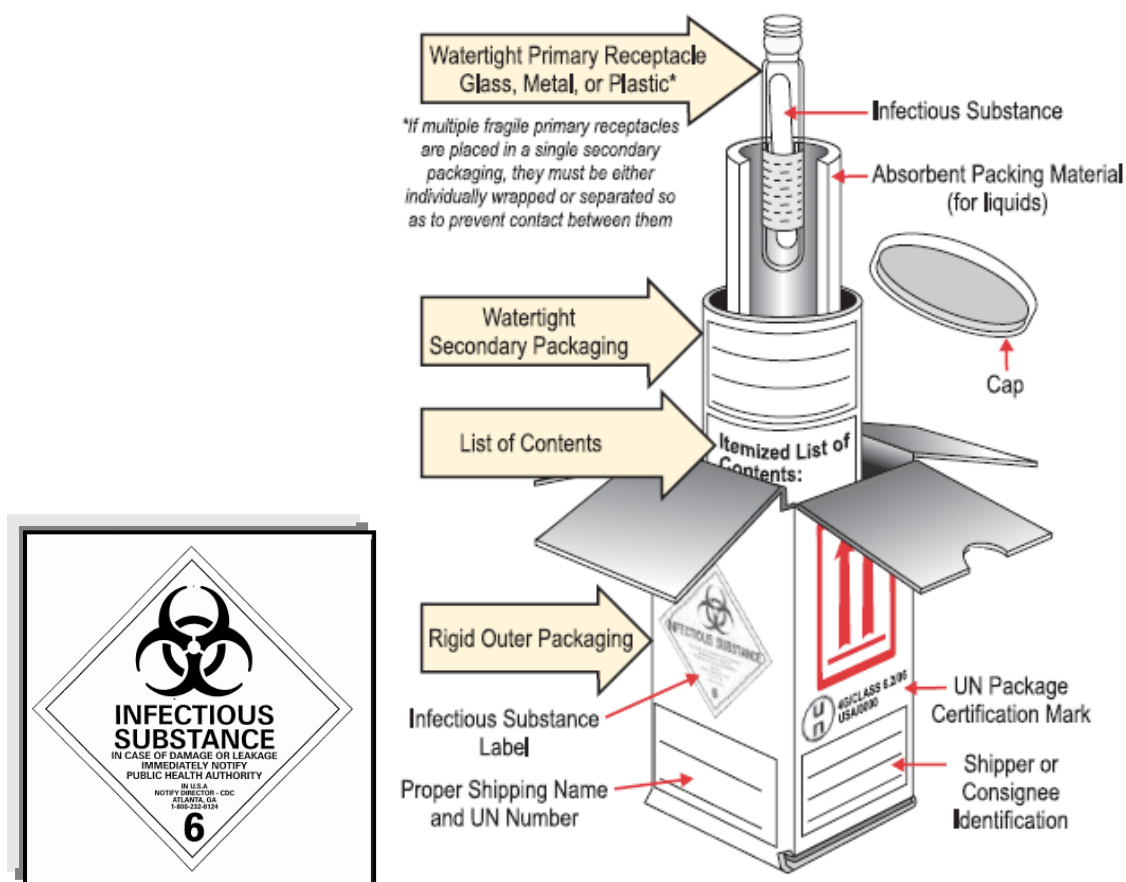 Watertight Primary Receptacle
Glass, Metal, or Plastic*
*If multiple fragile primary receptacles
are placed in a single secondary
packaging, they must be either
individually wrapped or separated so
as to prevent contact between them
Infectious Substance
Absorbent Packing Material
(for liquids)
Cap
Watertight
Secondary Packaging
List of Contents
Itemized List of
Contents:
Rigid Outer Packaging
INFECTIOUS SUBSTANCE
6
Infectious Substance
Label
Proper Shipping Name
and UN Number
un
4G/CLASS 6.2/06
USA/0000
UN Package
Certification Mark
Shipper or
Consignee
Identification
INFECTIOUS
SUBSTANCE
IN CASE OF DAMAGE OR LEAKAGE
IMMEDIATELY NOTIFY
PUBLIC HEALTH AUTHORITY
IN U.S.A
NOTIFY DIRECTOR - CDC
ATLANTA, GA
1-800-232-0124
6